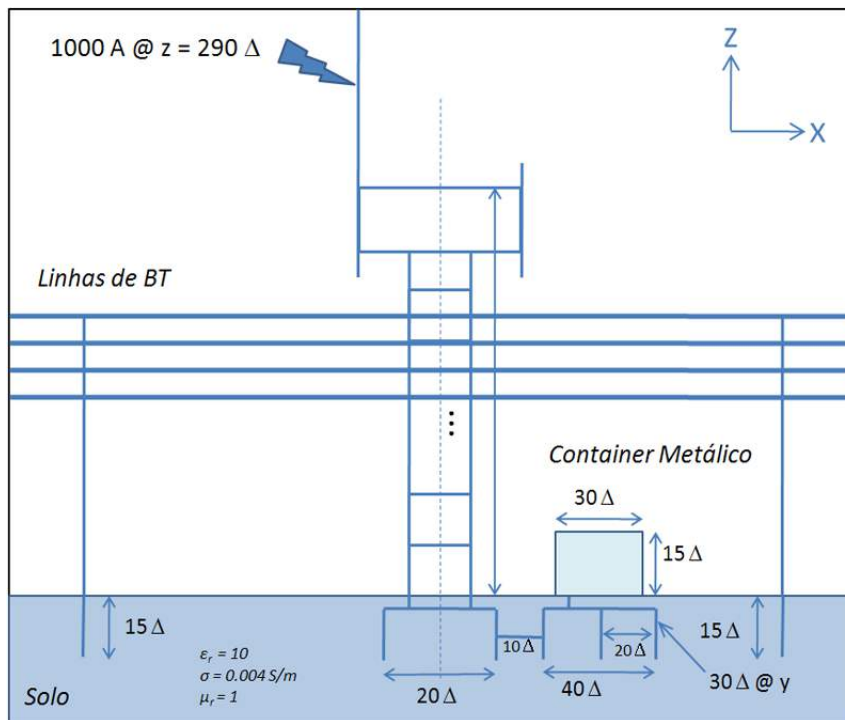 1000 A @ z = 290 Δ
Z
X
Linhas de BT
...
Container Metálico
30 Δ
15 Δ
15 Δ
10 Δ
20 Δ
15 Δ
εr = 10
σ = 0.004 S/m
μr = 1
Solo
20 Δ
40 Δ
30 Δ @ y